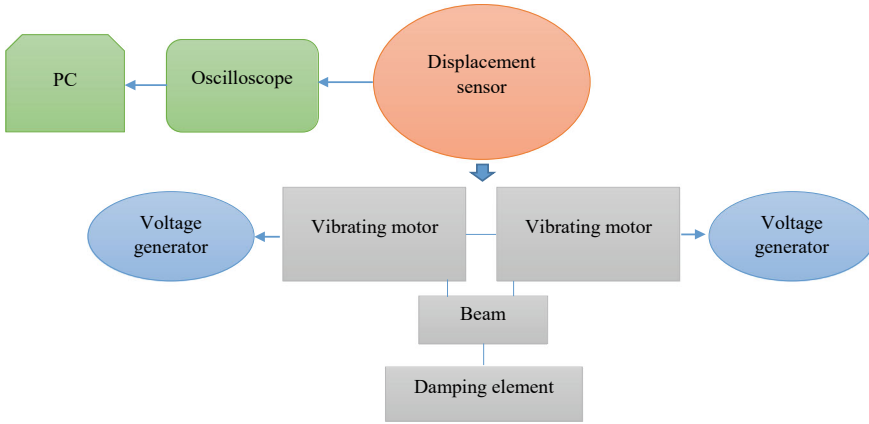 PC
Oscilloscope
Displacement
sensor
Voltage
generator
Vibrating motor
Vibrating motor
Voltage
generator
Beam
Damping element